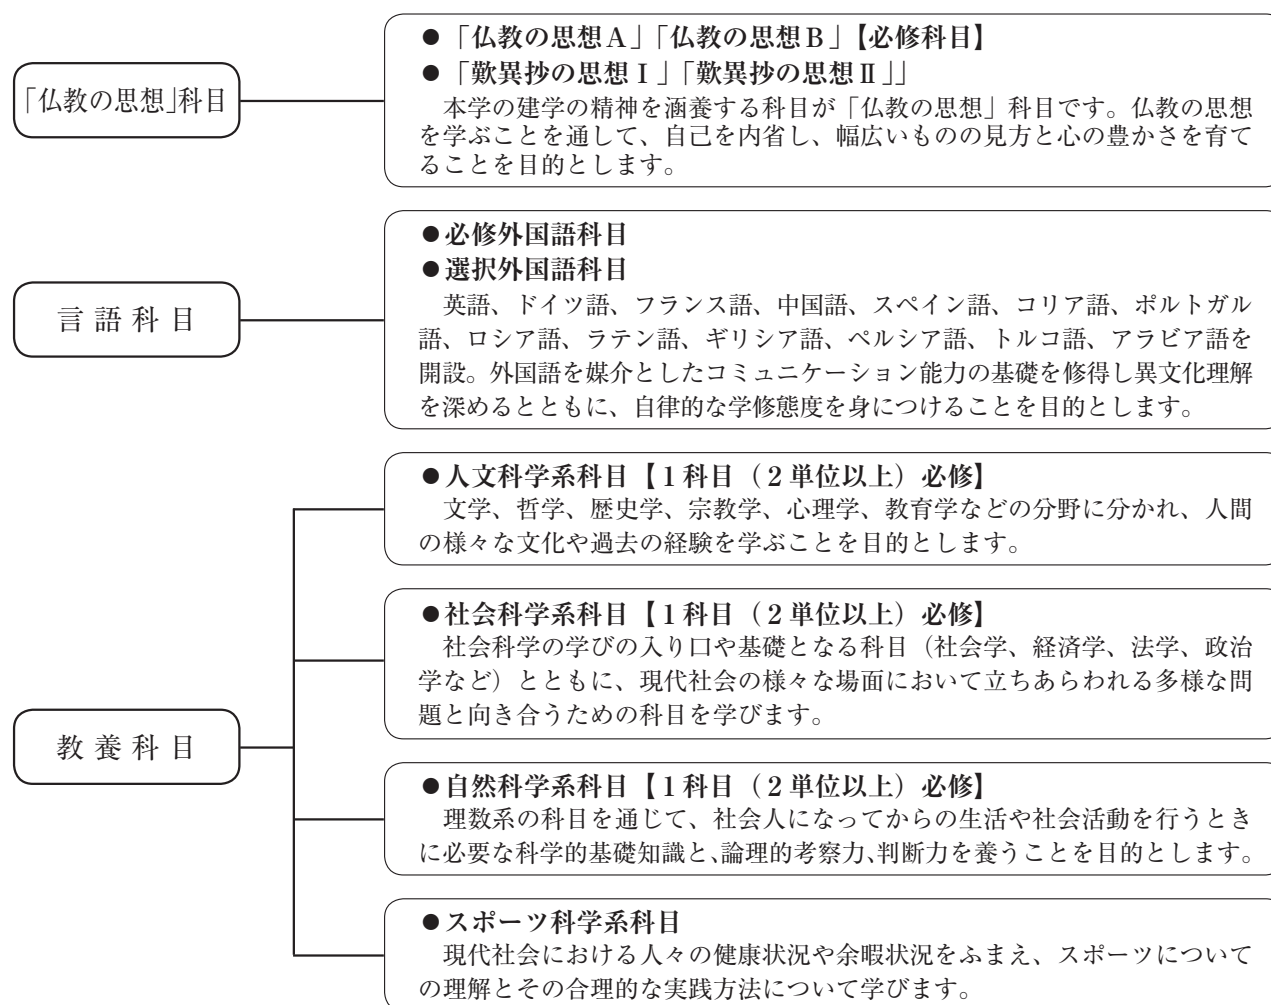 「仏教の思想」科目
●「仏教の思想A」「仏教の思想B」【必修科目】
●「歎異抄の思想Ⅰ」「歎異抄の思想Ⅱ」」
本学の建学の精神を涵養する科目が「仏教の思想」科目です。仏教の思想
を学ぶことを通して、自己を内省し、幅広いものの見方と心の豊かさを育て
ることを目的とします。
言語科目
●必修外国語科目
●選択外国語科目
英語、ドイツ語、フランス語、中国語、スペイン語、コリア語、ポルトガル
語、ロシア語、ラテン語、ギリシア語、ペルシア語、トルコ語、アラビア語を
開設。外国語を媒介としたコミュニケーション能力の基礎を修得し異文化理解
を深めるとともに、自律的な学修態度を身につけることを目的とします。
教養科目
●人文科学系科目【1科目（2単位以上）必修】
文学、哲学、歴史学、宗教学、心理学、教育学などの分野に分かれ、人間
の様々な文化や過去の経験を学ぶことを目的とします。
●社会科学系科目【1科目（2単位以上）必修】
社会科学の学びの入り口や基礎となる科目（社会学、経済学、法学、政治
学など）とともに、現代社会の様々な場面において立ちあらわれる多様な問
題と向き合うための科目を学びます。
●自然科学系科目【1科目（2単位以上）必修】
理数系の科目を通じて、社会人になってからの生活や社会活動を行うとき
に必要な科学的基礎知識と、論理的考察力、判断力を養うことを目的とします。
●スポーツ科学系科目
現代社会における人々の健康状況や余暇状況をふまえ、スポーツについて
の理解とその合理的な実践方法について学びます。